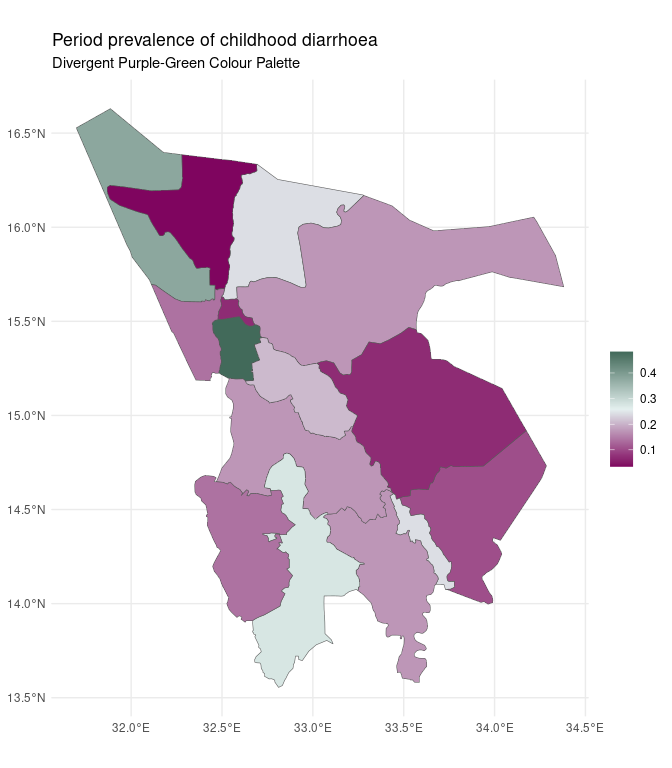 Period prevalence of childhood diarrhoea
Divergent Purple-Green Colour Palette
16.5°N
16.0°N
15.5°N
15.0°N
14.5°N
14.0°N
13.5°N
32.0°E
32.5°E
33.0°E
33.5°E
34.0°E
34.5°E
0.4
0.3
0.2
0.1